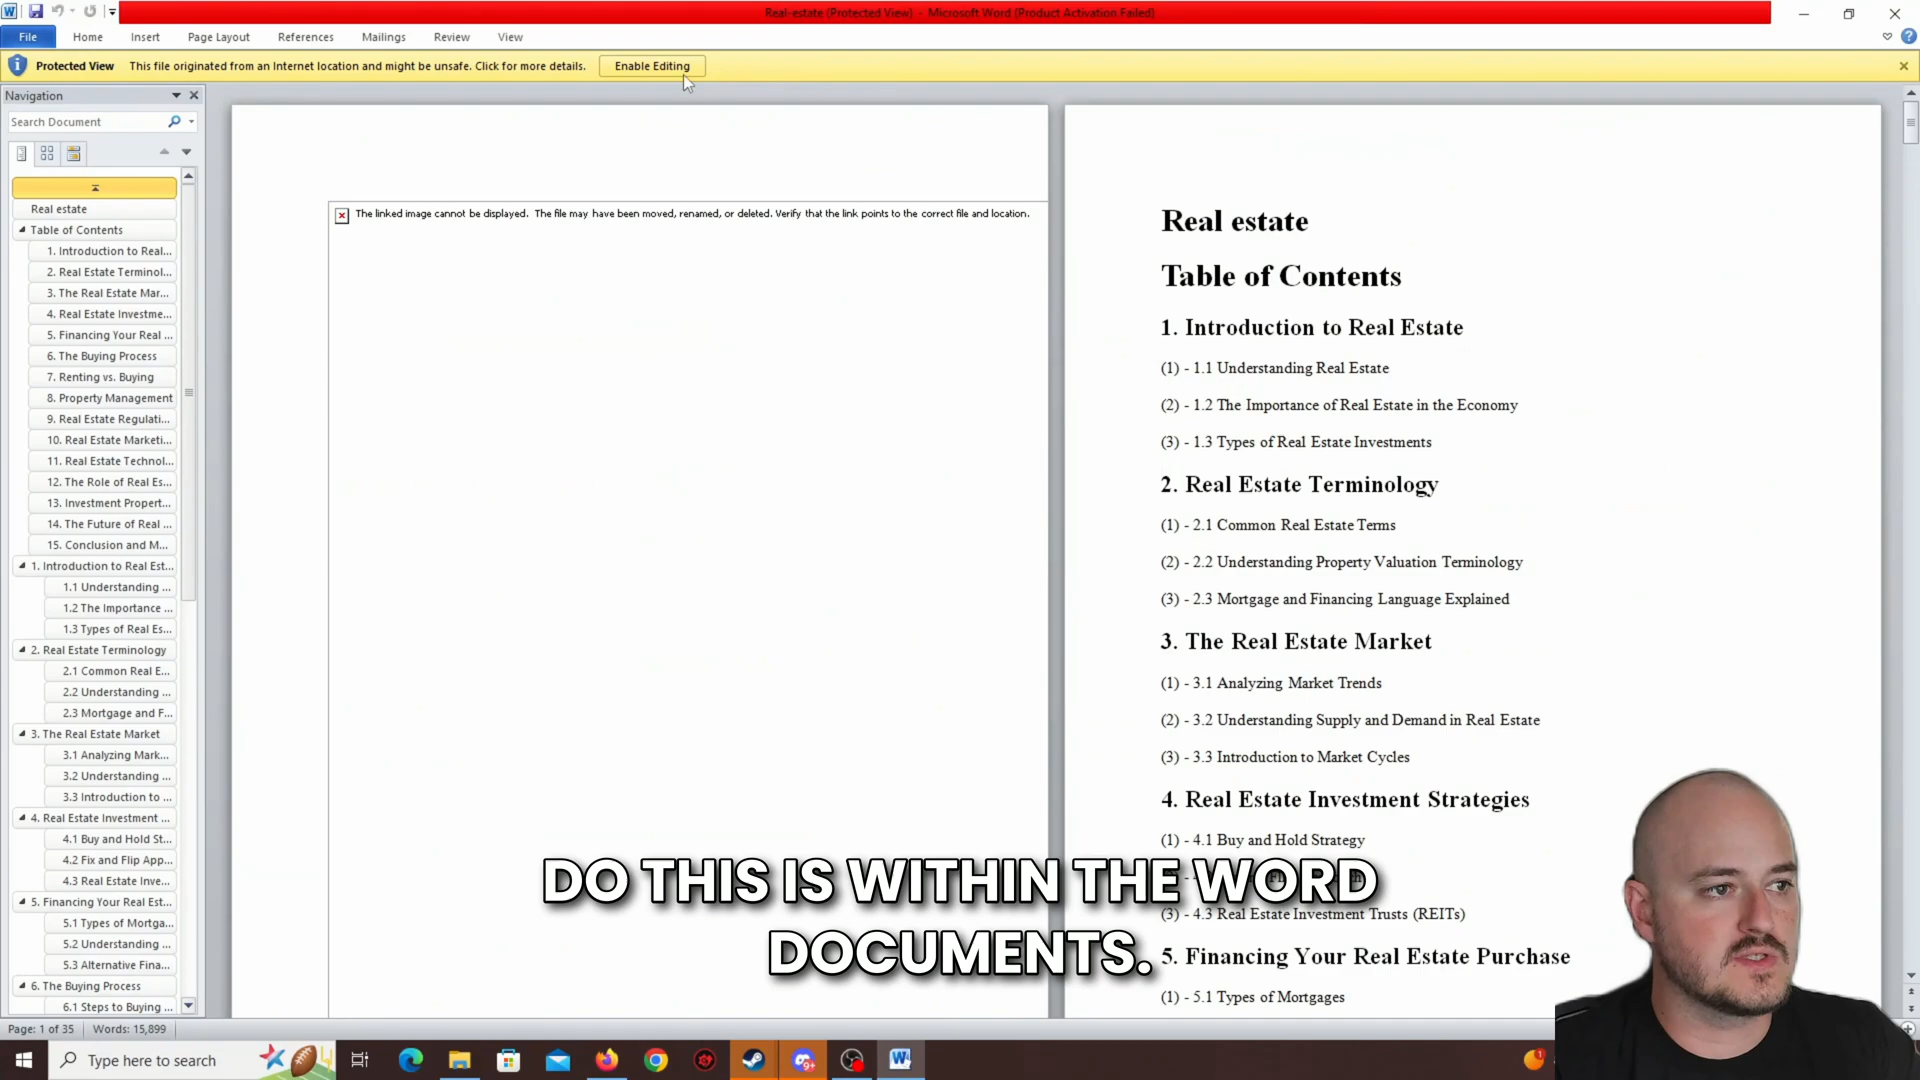 Real-estate (Protected View) - Microsoft Word (Product Activation Failed)
File Home Insert Page Layout References Mailings Review View
Protected View This file originated from an Internet location and might be unsafe. Click for more details. Enable Editing
Navigation
Search Document
Real estate
Table of Contents
1. Introduction to Real...
2. Real Estate Terminol...
3. The Real Estate Mar...
4. Real Estate Investme...
5. Financing Your Real ...
6. The Buying Process
7. Renting vs. Buying
8. Property Management
9. Real Estate Regulati...
10. Real Estate Marketi...
11. Real Estate Technol...
12. The Role of Real Es...
13. Investment Propert...
14. The Future of Real ...
15. Conclusion and M...
1. Introduction to Real Est...
1.1 Understanding ...
1.2 The Importance ...
1.3 Types of Real Es...
2. Real Estate Terminology
2.1 Common Real E...
2.2 Understanding ...
2.3 Mortgage and F...
3. The Real Estate Market
3.1 Analyzing Mark...
3.2 Understanding ...
3.3 Introduction to ...
4. Real Estate Investment ...
4.1 Buy and Hold St...
4.2 Fix and Flip App...
4.3 Real Estate Inve...
5. Financing Your Real Est...
5.1 Types of Mortga...
5.2 Understanding ...
5.3 Alternative Fina...
6. The Buying Process
6.1 Steps to Buying ...
The linked image cannot be displayed. The file may have been moved, renamed, or deleted. Verify that the link points to the correct file and location.
Real estate
Table of Contents
1. Introduction to Real Estate
(1) - 1.1 Understanding Real Estate
(2) - 1.2 The Importance of Real Estate in the Economy
(3) - 1.3 Types of Real Estate Investments
2. Real Estate Terminology
(1) - 2.1 Common Real Estate Terms
(2) - 2.2 Understanding Property Valuation Terminology
(3) - 2.3 Mortgage and Financing Language Explained
3. The Real Estate Market
(1) - 3.1 Analyzing Market Trends
(2) - 3.2 Understanding Supply and Demand in Real Estate
(3) - 3.3 Introduction to Market Cycles
4. Real Estate Investment Strategies
(1) - 4.1 Buy and Hold Strategy
(3) - 4.3 Real Estate Investment Trusts (REITs)
5. Financing Your Real Estate Purchase
(1) - 5.1 Types of Mortgages
DO THIS IS WITHIN THE WORD
DOCUMENTS.
Page: 1 of 35 Words: 15,899
Type here to search